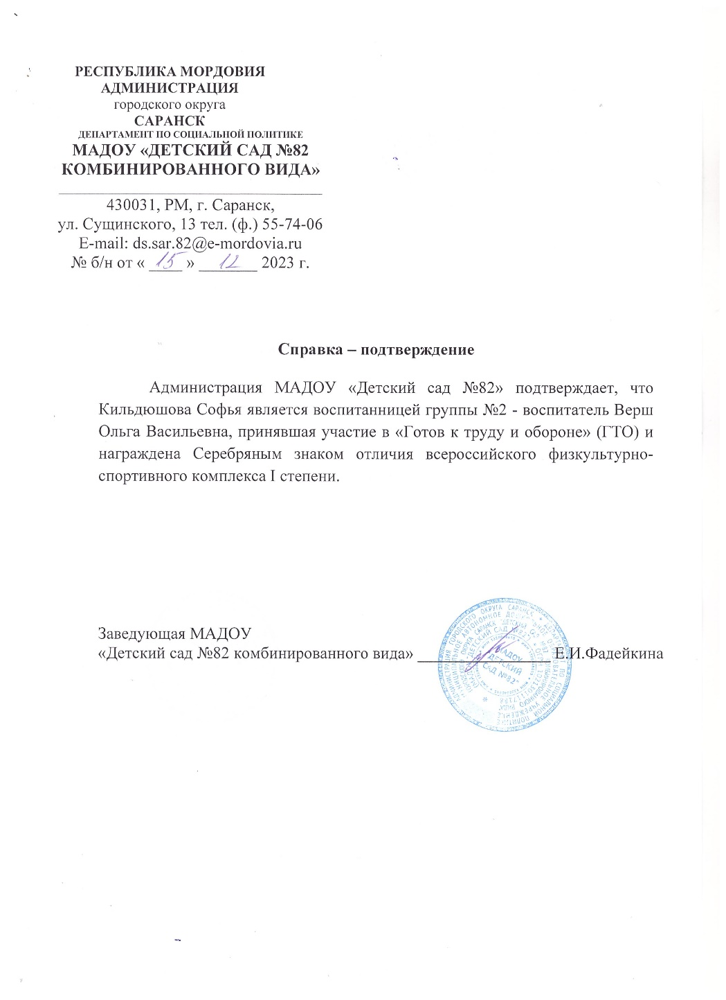 РЕСПУБЛИКА МОРДОВИЯ
АДМИНИСТРАЦИЯ
городского округа
САРАНСК
ДЕПАРТАМЕНТ ПО СОЦИАЛЬНОЙ ПОЛИТИКЕ
МАДОУ «ДЕТСКИЙ САД №82
КОМБИНИРОВАННОГО ВИДА»
430031, РМ, г. Саранск,
ул. Сущинского, 13 тел. (ф.) 55-74-06
E-mail: ds.sar.82@e-mordovia.ru
№ б/н от « 15 » 12 2023 г.
Справка – подтверждение
Администрация МАДОУ «Детский сад №82» подтверждает, что
Кильдюшова Софья является воспитанницей группы №2 - воспитатель Верш
Ольга Васильевна, принявшая участие в «Готов к труду и обороне» (ГТО) и
награждена Серебряным знаком отличия всероссийского физкультурно-
спортивного комплекса I степени.
Заведующая МАДОУ
«Детский сад №82 комбинированного вида» ________________ Е.И.Фадейкина
МАДОУ
"ДЕТСКИЙ
САД №82"